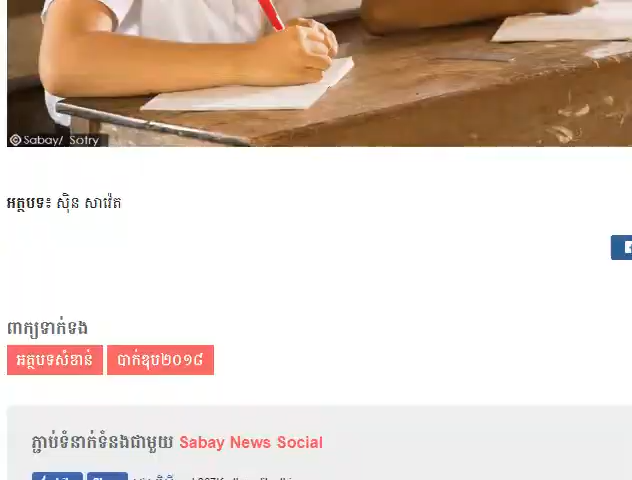 © Sabay/ Sotry
អត្ថបទ៖ ស៊ិន សាវ៉េត
ពាក្យទាក់ទង
អត្ថបទសំខាន់ បាក់ឌុប២០១៨
ភ្ជាប់ទំនាក់ទំនងជាមួយ Sabay News Social